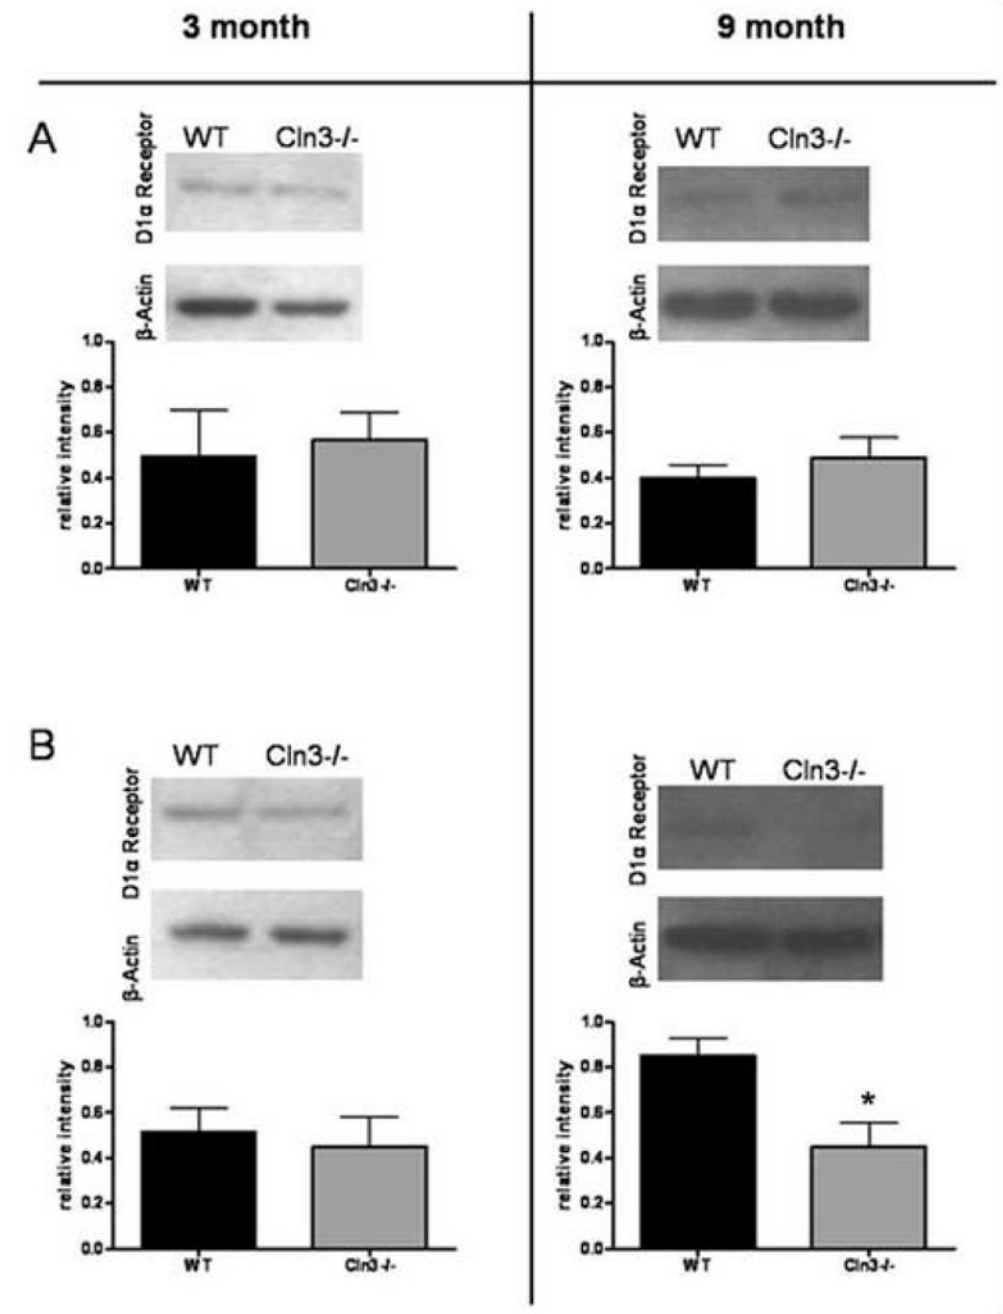 3 month
9 month
A
WT Cln3-/-
D1α Receptor
β-Actin
relative intensity
1.0
0.8
0.6
0.4
0.2
0.0
WT Cln3-/-
WT Cln3-/-
D1α Receptor
β-Actin
relative intensity
1.0
0.8
0.6
0.4
0.2
0.0
WT Cln3-/-
B
WT Cln3-/-
D1α Receptor
β-Actin
relative intensity
1.0
0.8
0.6
0.4
0.2
0.0
WT Cln3-/-
WT Cln3-/-
D1α Receptor
β-Actin
relative intensity
1.0
0.8
0.6
0.4
0.2
0.0
*
WT Cln3-/-